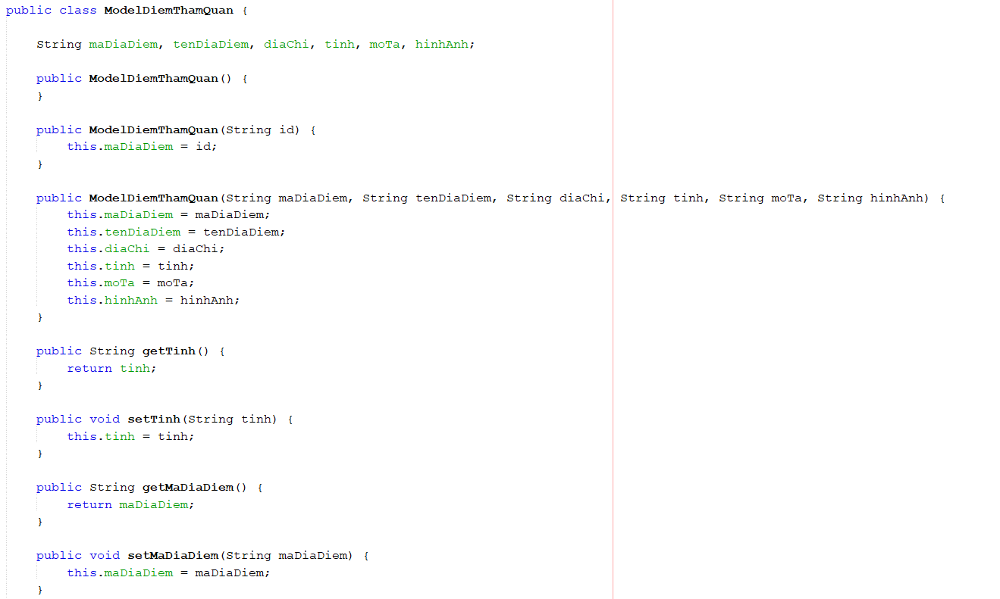 public class ModelDiemThamQuan {
String maDiaDiem, tenDiaDiem, diaChi, tinh, moTa, hinhAnh;
public ModelDiemThamQuan() {
}
public ModelDiemThamQuan(String id) {
this.maDiaDiem = id;
}
public ModelDiemThamQuan(String maDiaDiem, String tenDiaDiem, String diaChi, String tinh, String moTa, String hinhAnh) {
this.maDiaDiem = maDiaDiem;
this.tenDiaDiem = tenDiaDiem;
this.diaChi = diaChi;
this.tinh = tinh;
this.moTa = moTa;
this.hinhAnh = hinhAnh;
}
public String getTinh() {
return tinh;
}
public void setTinh(String tinh) {
this.tinh = tinh;
}
public String getMaDiaDiem() {
return maDiaDiem;
}
public void setMaDiaDiem(String maDiaDiem) {
this.maDiaDiem = maDiaDiem;
}